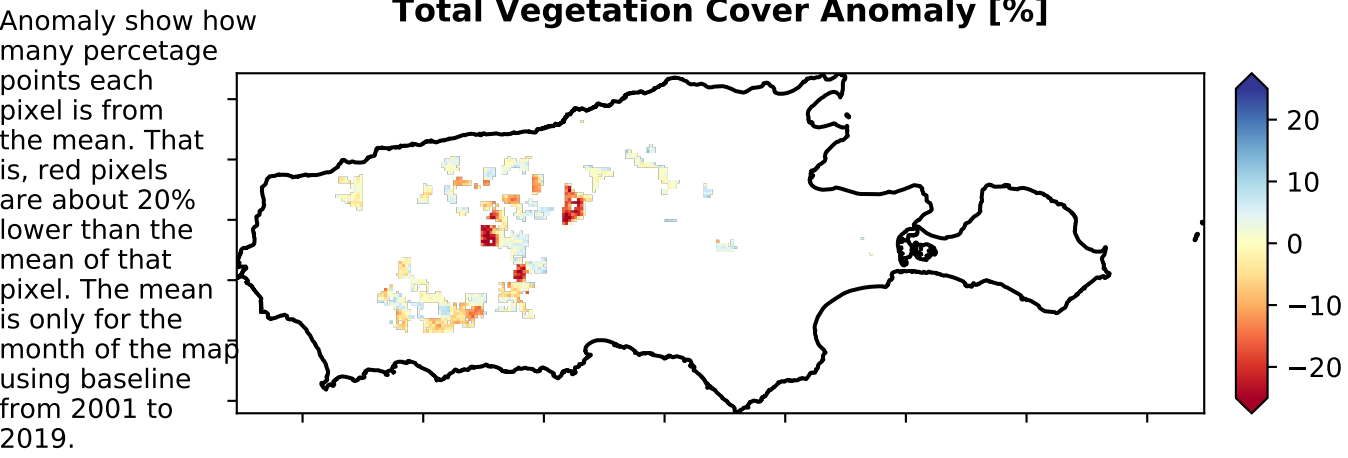 Total Vegetation Cover Anomaly [%]
Anomaly show how
many percetage
points each
pixel is from
the mean. That
is, red pixels
are about 20%
lower than the
mean of that
pixel. The mean
is only for the
month of the map
using baseline
from 2001 to
2019.
20
10
0
−10
−20